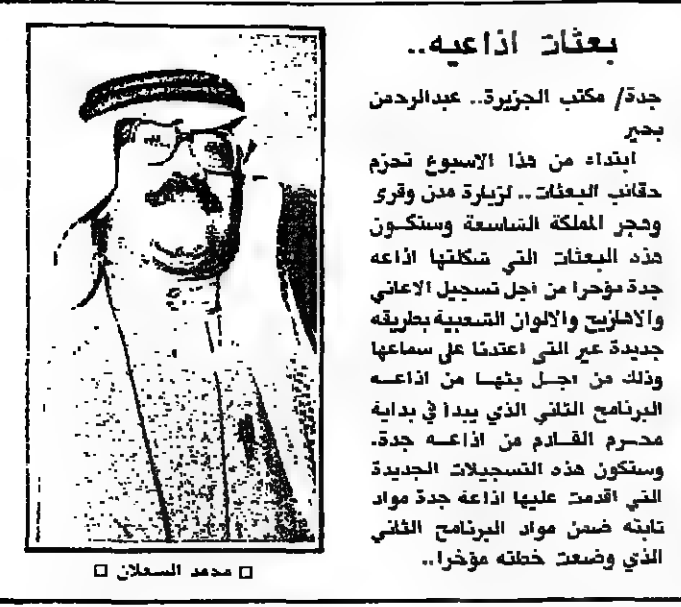 بعثات اذاعيه..
جدة/ مكتب الجزيرة.. عبدالرحمن
بحير
ابتداء من هذا الاسبوع تحزم
حقائب البعثات.. لزيارة مدن وقرى
وهجر المملكة الشاسعة وستكون
هذه البعثات التي شكلتها اذاعه
جدة مؤخرا من أجل تسجيل الاغاني
والاهازيج والالوان الشعبية بطريقه
جديدة غير التي اعتدنا على سماعها
وذلك من اجل بثها من اذاعه
البرنامج الثاني الذي يبدأ في بداية
محرم القادم من اذاعه جدة.
وستكون هذه التسجيلات الجديدة
التي اقدمت عليها اذاعة جدة مواد
ثابته ضمن مواد البرنامج الثاني
الذي وضعت خطته مؤخرا..
□ محمد السعلان □